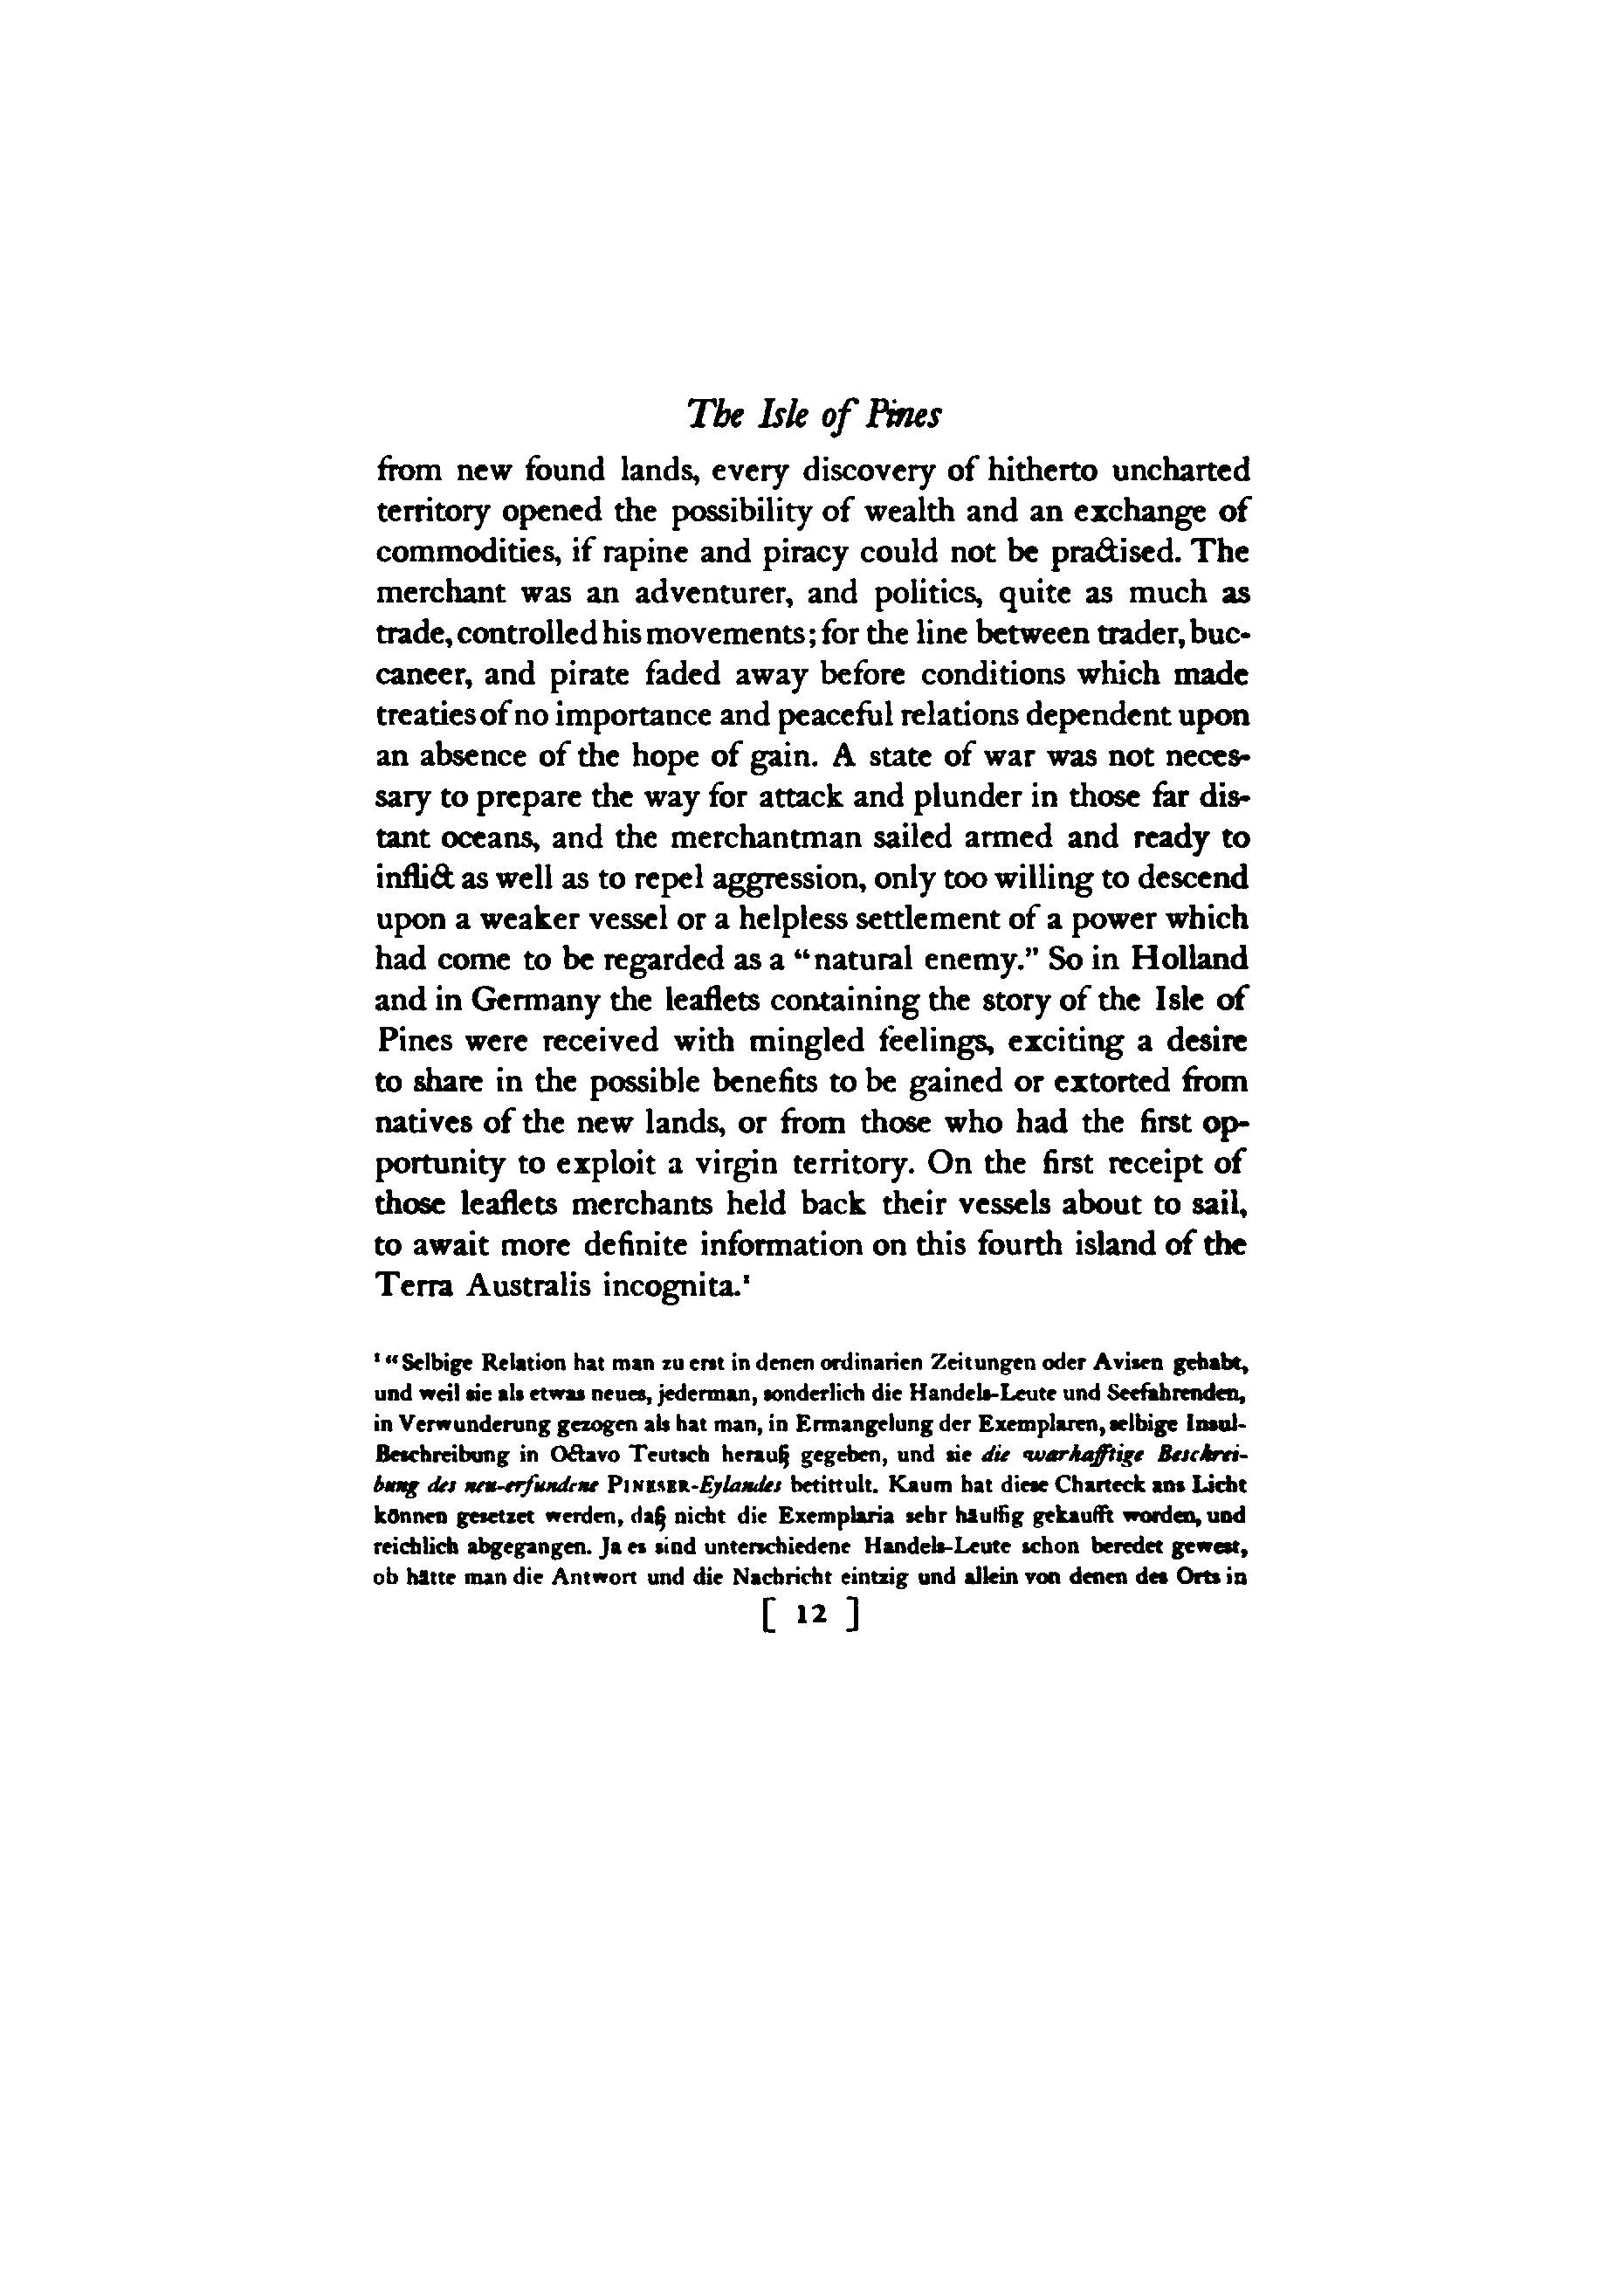 The Isle of Pines
from new found lands, every discovery of hitherto uncharted
territory opened the possibility of wealth and an exchange of
commodities, if rapine and piracy could not be practised. The
merchant was an adventurer, and politics, quite as much as
trade, controlled his movements; for the line between trader, buc-
caneer, and pirate faded away before conditions which made
treaties of no importance and peaceful relations dependent upon
an absence of the hope of gain. A state of war was not neces-
sary to prepare the way for attack and plunder in those far dis-
tant oceans, and the merchantman sailed armed and ready to
inflict as well as to repel aggression, only too willing to descend
upon a weaker vessel or a helpless settlement of a power which
had come to be regarded as a “natural enemy.” So in Holland
and in Germany the leaflets containing the story of the Isle of
Pines were received with mingled feelings, exciting a desire
to share in the possible benefits to be gained or extorted from
natives of the new lands, or from those who had the first op-
portunity to exploit a virgin territory. On the first receipt of
those leaflets merchants held back their vessels about to sail,
to await more definite information on this fourth island of the
Terra Australis incognita.¹
¹ “Selbige Relation hat man zu erst in denen ordinarien Zeitungen oder Avisen gehabt,
und weil sie als etwas neues, jederman, sonderlich die Handels-Leute und Seefahrenden,
in Verwunderung gezogen als hat man, in Ermangelung der Exemplaren, selbige Insul-
Beschreibung in Octavo Teutsch herauß gegeben, und sie die warhafftige Beschrei-
bung des neu-erfundene PINESER-Eylandes betittult. Kaum hat diese Charteck ans Licht
können gesetzet werden, daß nicht die Exemplaria sehr häuffig gekaufft worden, und
reichlich abgegangen. Ja es sind unterschiedene Handels-Leute schon beredet gewest,
ob hätte man die Antwort und die Nachricht eintzig und allein von denen des Orts in
[ 12 ]